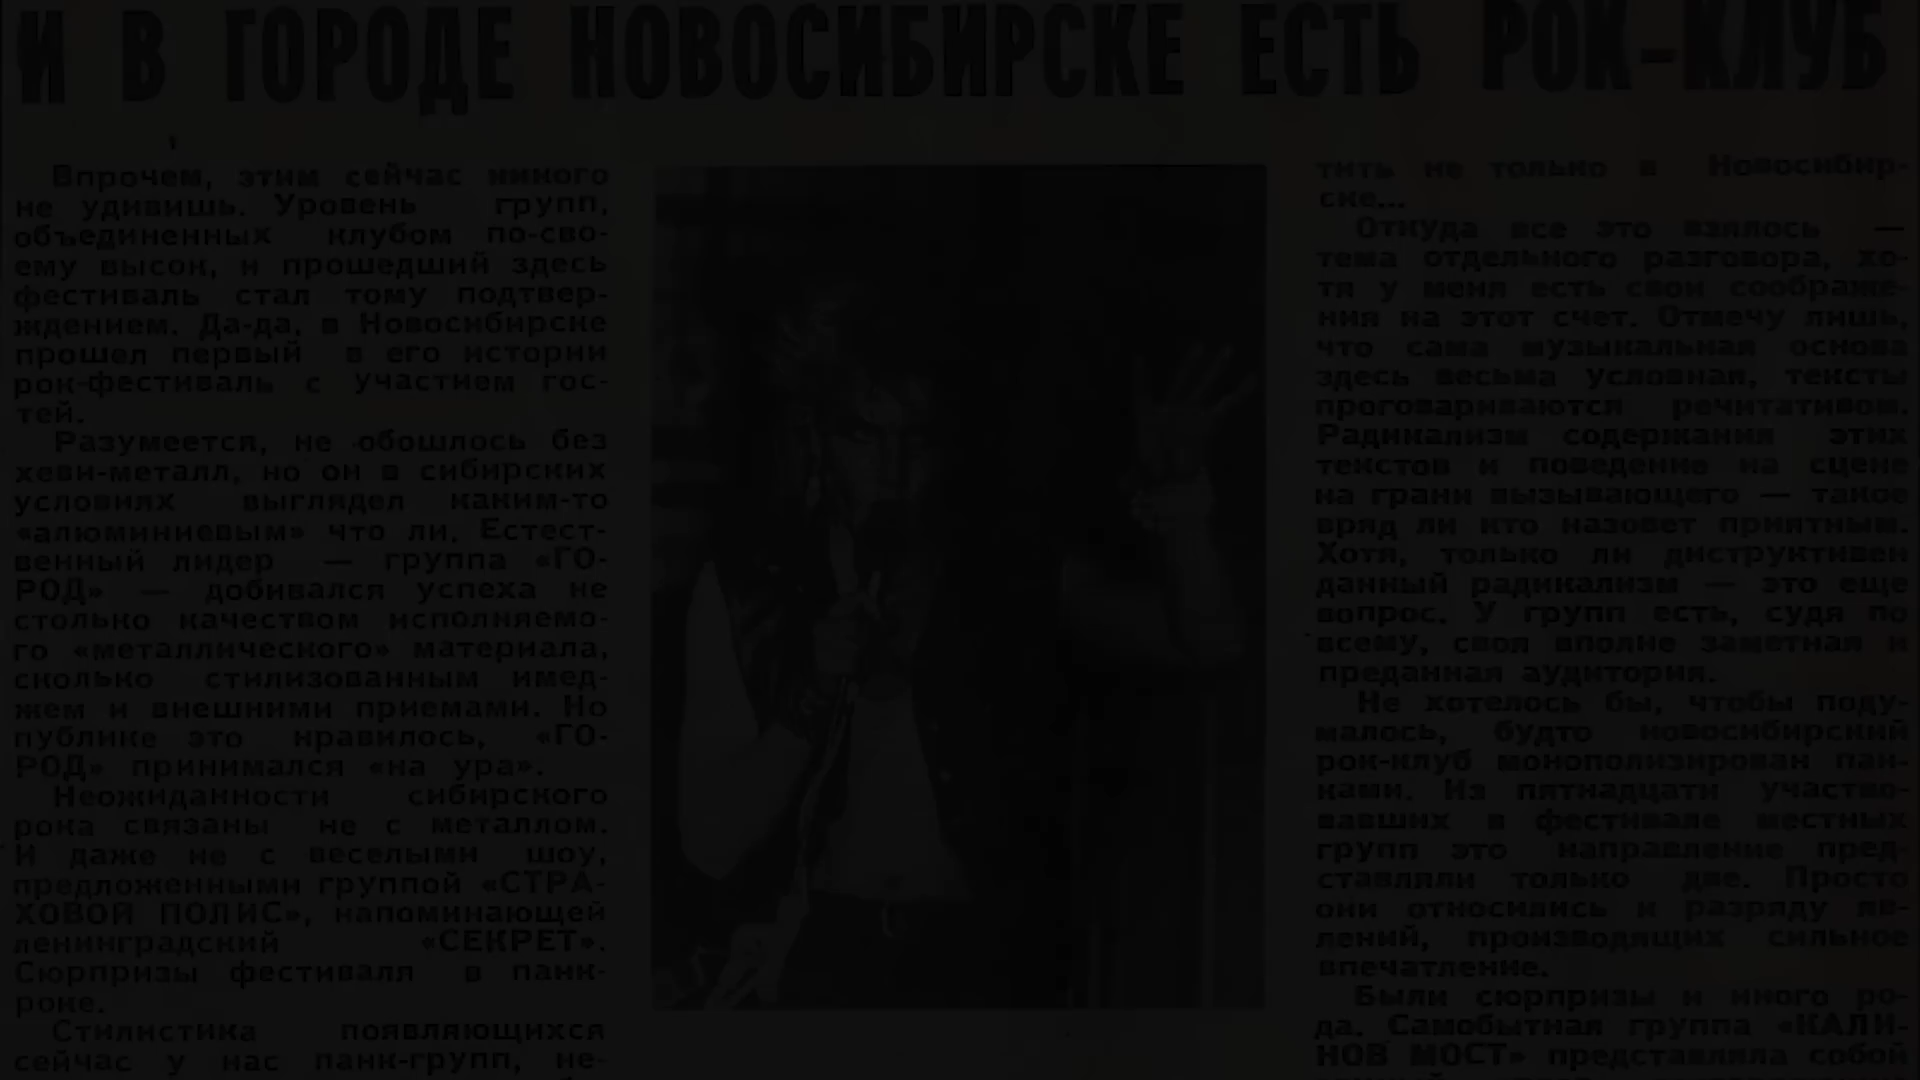 И В ГОРОДЕ НОВОСИБИРСКЕ ЕСТЬ РОК-КЛУБ
Впрочем, этим сейчас никого
не удивишь. Уровень групп,
объединенных клубом по-сво-
ему высок, и прошедший здесь
фестиваль стал тому подтвер-
ждением. Да-да, в Новосибирске
прошел первый в его истории
рок-фестиваль с участием гос-
тей.
Разумеется, не обошлось без
хеви-металл, но он в сибирских
условиях выглядел каким-то
«алюминиевым» что ли. Естест-
венный лидер — группа «ГО-
РОД» — добивался успеха не
столько качеством исполняемо-
го «металлического» материала,
сколько стилизованным имед-
жем и внешними приемами. Но
публике это нравилось, «ГО-
РОД» принимался «на ура».
Неожиданности сибирского
рока связаны не с металлом.
И даже не с веселыми шоу,
предложенными группой «СТРА-
ХОВОЙ ПОЛИС», напоминающей
ленинградский «СЕКРЕТ».
Сюрпризы фестиваля в панк-
роке.
Стилистика появляющихся
сейчас у нас панк-групп, не-
тить не только в Новосибир-
ске...
Откуда все это взялось —
тема отдельного разговора, хо-
тя у меня есть свои соображе-
ния на этот счет. Отмечу лишь,
что сама музыкальная основа
здесь весьма условная, тексты
проговариваются речитативом.
Радикализм содержания этих
текстов и поведение на сцене
на грани вызывающего — такое
вряд ли кто назовет приятным.
Хотя, только ли диструктивен
данный радикализм — это еще
вопрос. У групп есть, судя по
всему, своя вполне заметная и
преданная аудитория.
Не хотелось бы, чтобы поду-
малось, будто новосибирский
рок-клуб монополизирован пан-
ками. Из пятнадцати участво-
вавших в фестивале местных
групп это направление пред-
ставляли только две. Просто
они относились к разряду яв-
лений, производящих сильное
впечатление.
Были сюрпризы и иного ро-
да. Самобытная группа «КАЛИ-
НОВ МОСТ» представляла собой